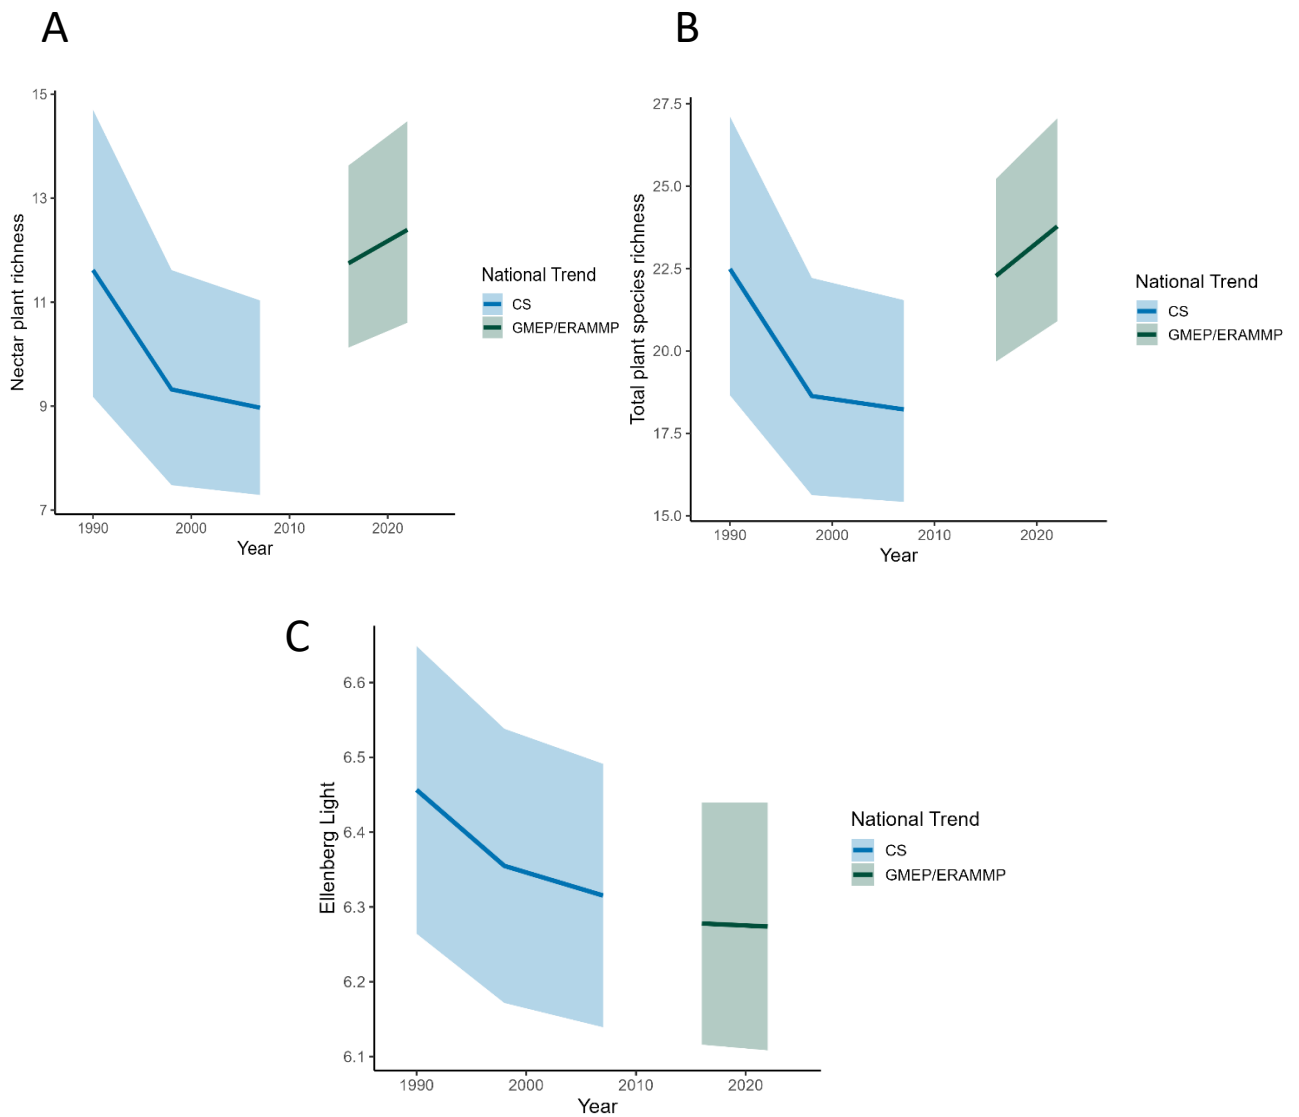 A
Nectar plant richness
15
13
11
9
7
1990 2000 2010 2020
Year
National Trend
CS
GMEP/ERAMMP
B
Total plant species richness
27.5
25.0
22.5
20.0
17.5
15.0
1990 2000 2010 2020
Year
National Trend
CS
GMEP/ERAMMP
C
Ellenberg Light
6.6
6.5
6.4
6.3
6.2
6.1
1990 2000 2010 2020
Year
National Trend
CS
GMEP/ERAMMP